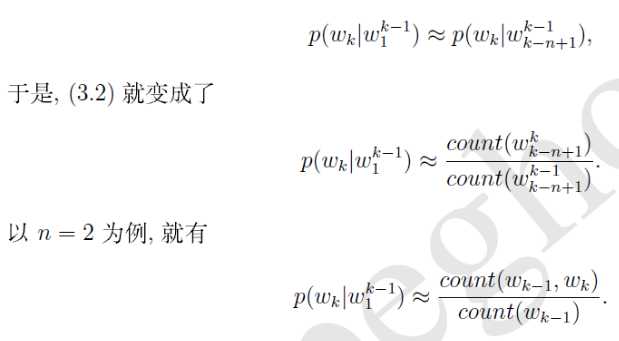 p(w_k|w_1^{k-1}) ≈ p(w_k|w_{k-n+1}^{k-1}),
于是, (3.2) 就变成了
p(w_k|w_1^{k-1}) ≈ \frac{count(w_{k-n+1}^k)}{count(w_{k-n+1}^{k-1})}.
以 n = 2 为例, 就有
p(w_k|w_1^{k-1}) ≈ \frac{count(w_{k-1}, w_k)}{count(w_{k-1})}.